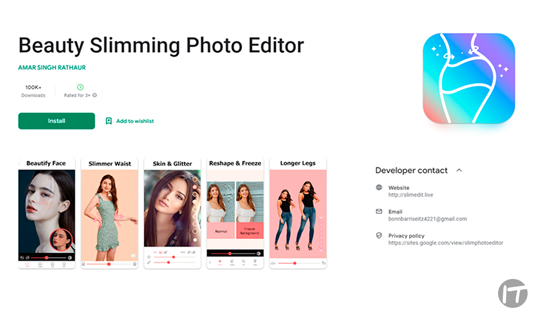 Beauty Slimming Photo Editor
AMAR SINGH RATHAUR
100K+
Downloads
Rated for 3+
Install
Add to wishlist
Beautify Face
Slimmer Waist
Skin & Glitter
Reshape & Freeze
Longer Legs
Normal
Freeze
Background
Developer contact
Website
http://slimedit.live
Email
bonnbarriseitz4221@gmail.com
Privacy policy
https://sites.google.com/view/slimphotoeditor
IT